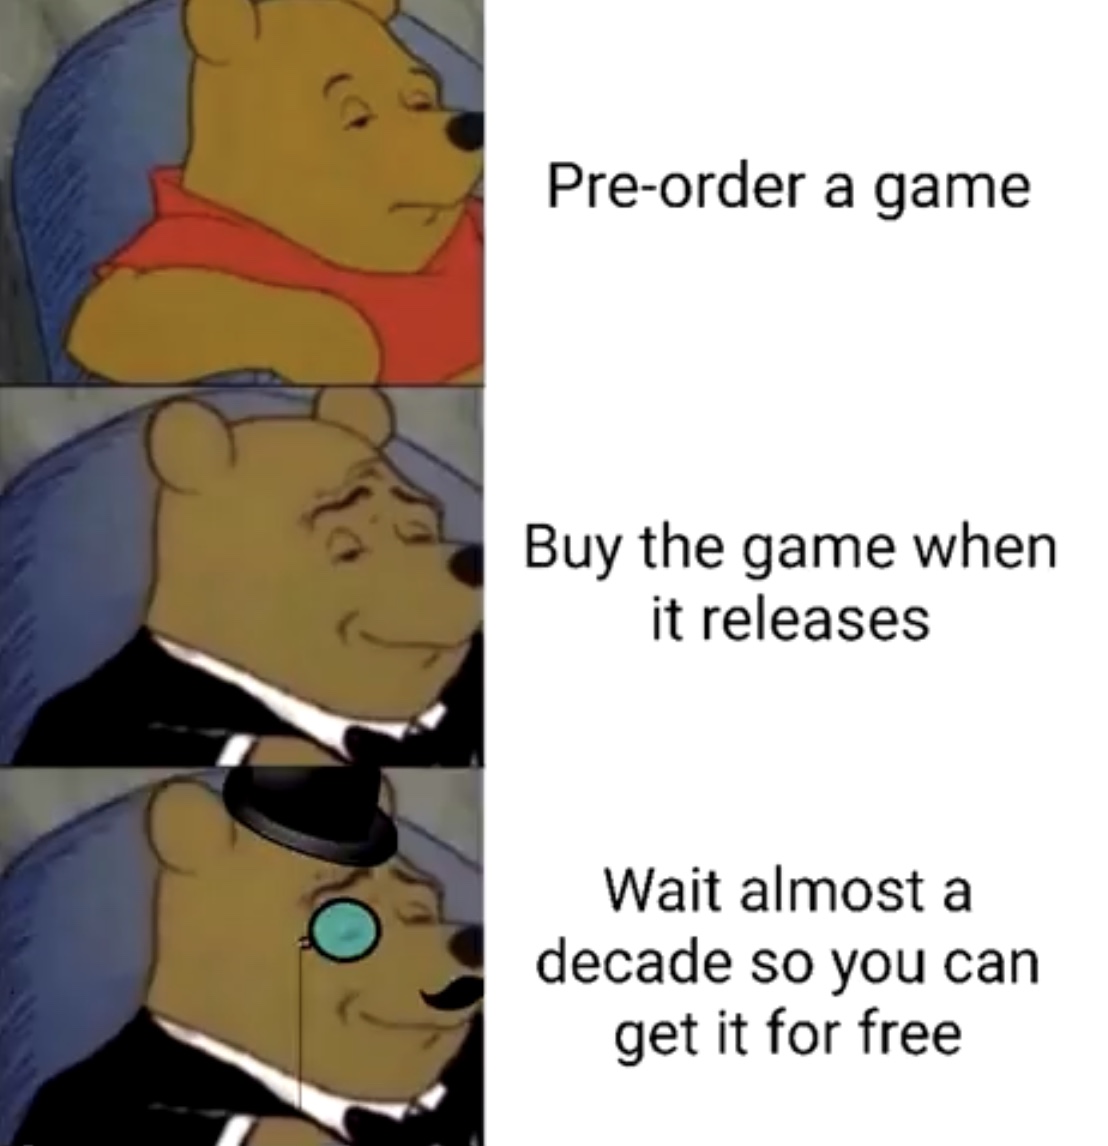 Pre-order a game
Buy the game when
it releases
Wait almost a
decade so you can
get it for free